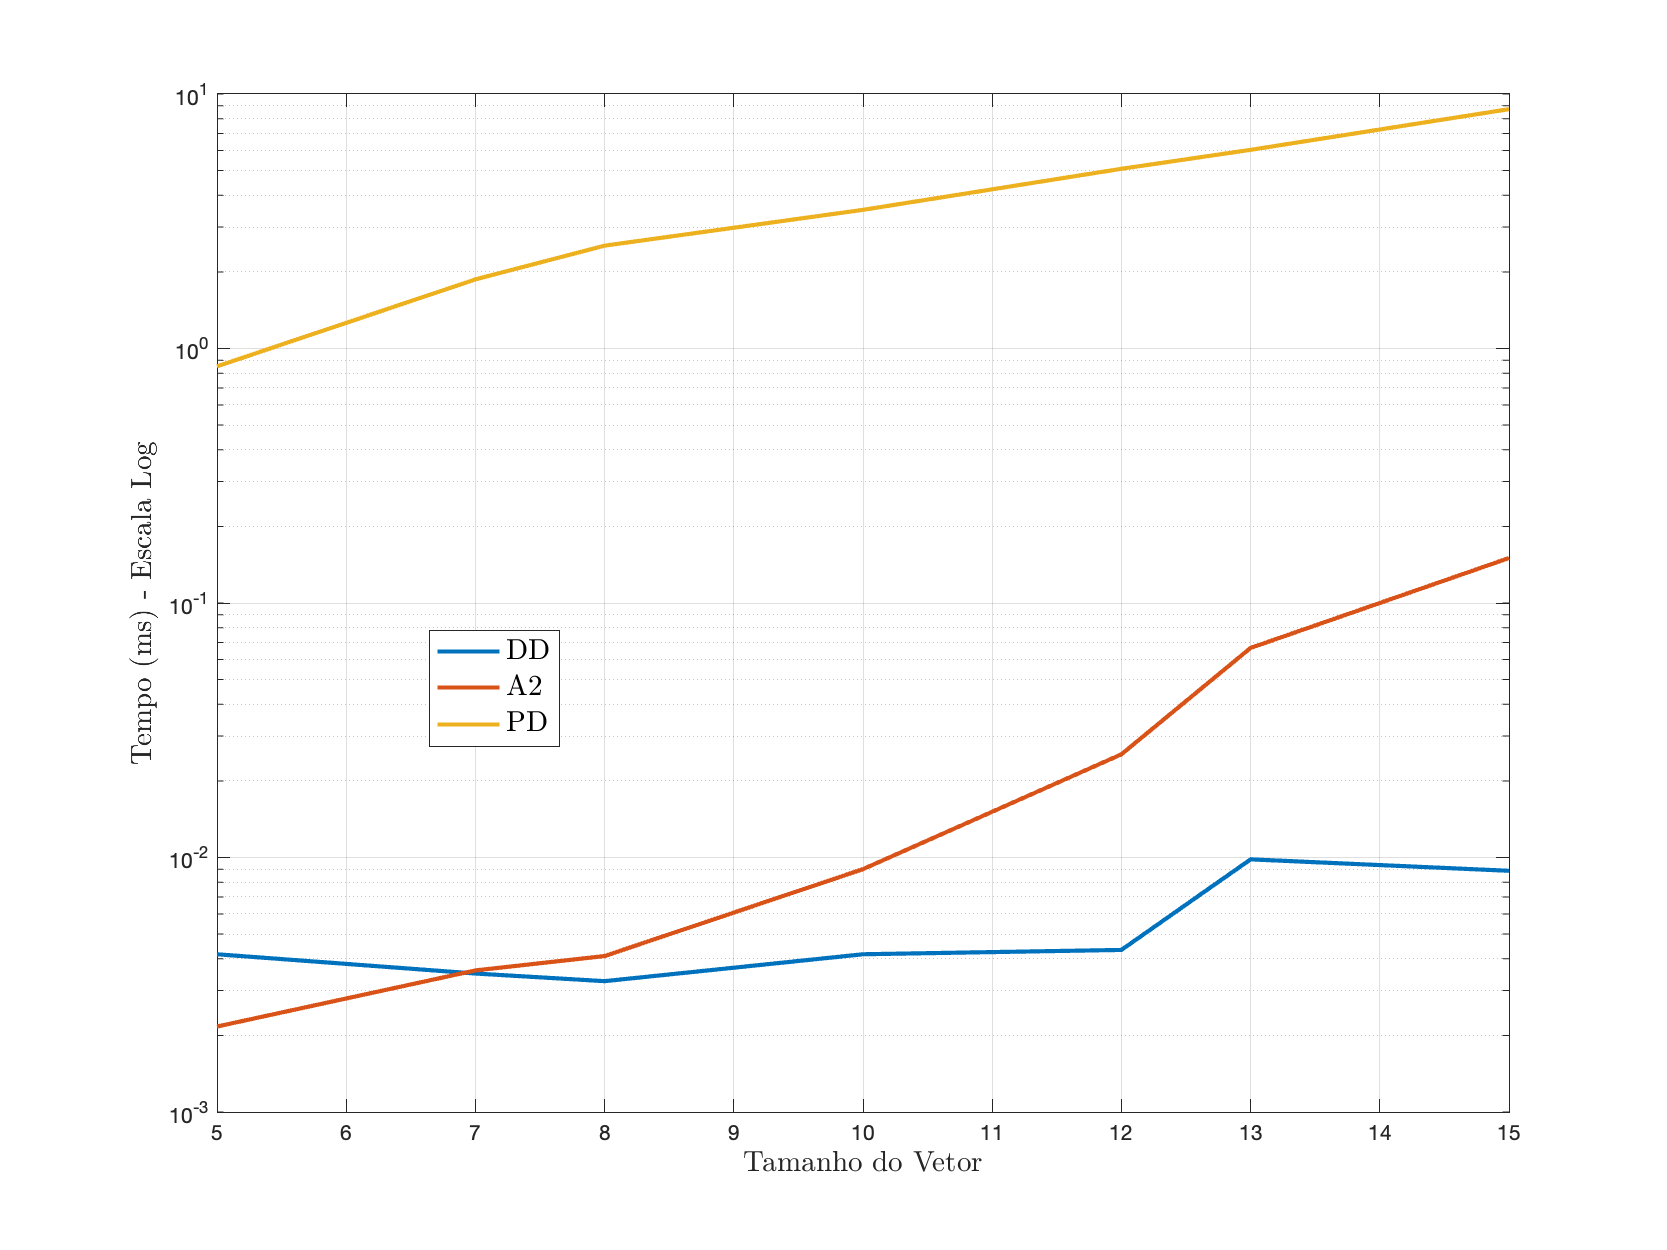 10^1
10^0
10^-1
10^-2
10^-3
Tempo (ms) - Escala Log
DD
A2
PD
5 6 7 8 9 10 11 12 13 14 15
Tamanho do Vetor